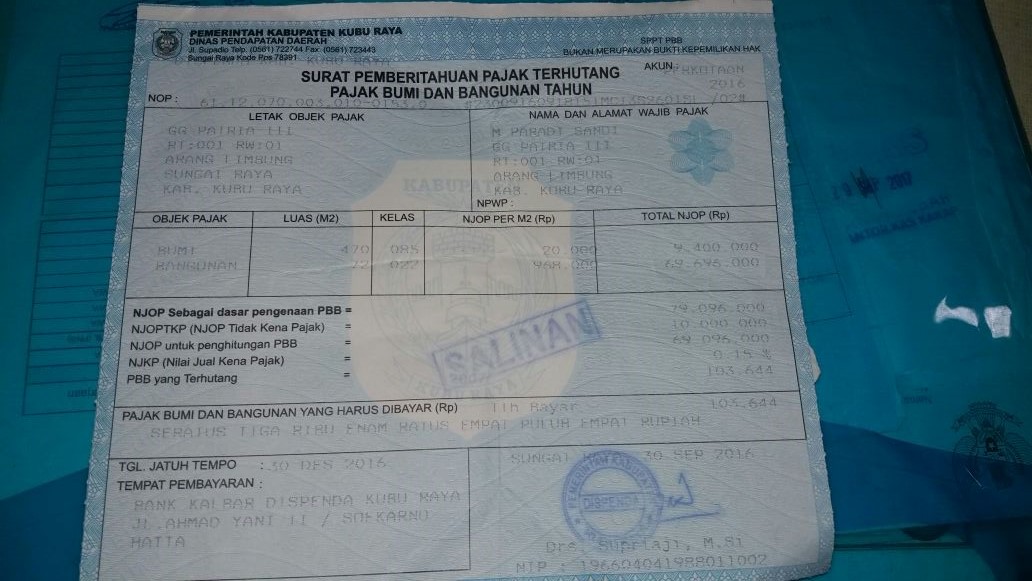 PEMERINTAH KABUPATEN KUBU RAYA
DINAS PENDAPATAN DAERAH
Jl. Supadio Telp. (0561) 722744 Fax: (0561) 723443
Sungai Raya Kode Pos 78391
SPPT PBB
BUKAN MERUPAKAN BUKTI KEPEMILIKAN HAK
SURAT PEMBERITAHUAN PAJAK TERHUTANG
PAJAK BUMI DAN BANGUNAN TAHUN
AKUN
PERKOTAAN
2016
NOP : 61.12.070.003.010-0153.0
LETAK OBJEK PAJAK
GG PATRIA III
RT:001 RW:01
ARANG LIMBUNG
SUNGAI RAYA
KAB. KUBU RAYA
NAMA DAN ALAMAT WAJIB PAJAK
M PARADI SANDI
GG PATRIA III
RT:001 RW:01
ARANG LIMBUNG
KAB. KUBU RAYA
NPWP :
OBJEK PAJAK LUAS (M2) KELAS NJOP PER M2 (Rp) TOTAL NJOP (Rp)
BUMI 470 085 20.000 9.400.000
BANGUNAN 72 022 968.000 69.696.000
NJOP Sebagai dasar pengenaan PBB = 79.096.000
NJOPTKP (NJOP Tidak Kena Pajak) = 10.000.000
NJOP untuk penghitungan PBB = 69.096.000
NJKP (Nilai Jual Kena Pajak) = 0.15 %
PBB yang Terhutang = 103.644
SALINAN
PAJAK BUMI DAN BANGUNAN YANG HARUS DIBAYAR (Rp) Tlh Bayar 103.644
SERATUS TIGA RIBU ENAM RATUS EMPAT PULUH EMPAT RUPIAH
TGL. JATUH TEMPO : 30 DES 2016
TEMPAT PEMBAYARAN :
BANK KALBAR DISPENDA KUBU RAYA
JL.AHMAD YANI II / SOEKARNO
HATTA
SUNGAI 30 SEP 2016
PEMERINTAH KABUPATEN
DISPENDA
Drs. Supriaji, M.Si
NIP : 196604041988011002